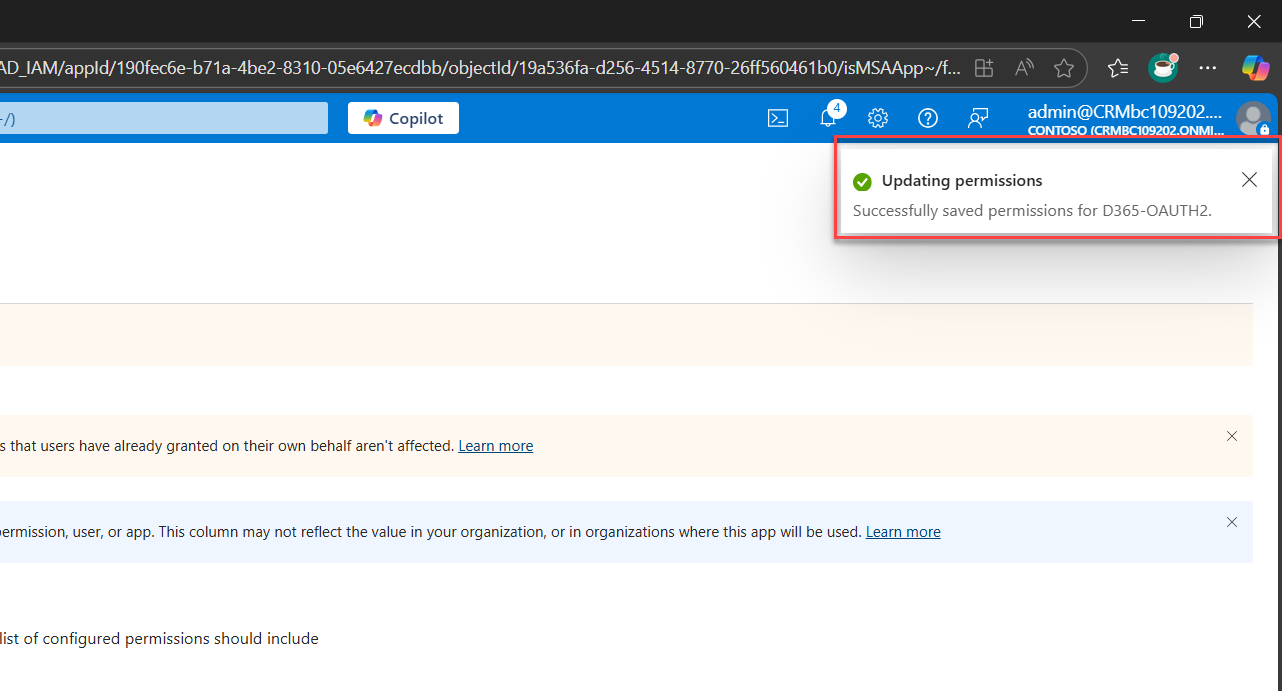 AD_IAM/appId/190fec6e-b71a-4be2-8310-05e6427ecdbb/objectId/19a536fa-d256-4514-8770-26ff560461b0/isMSAApp~/f...
+/)
Copilot
4
admin@CRMbc109202....
CONTOSO (CRMBC109202.ONMI...
Updating permissions
Successfully saved permissions for D365-OAUTH2.
s that users have already granted on their own behalf aren't affected. Learn more
ermission, user, or app. This column may not reflect the value in your organization, or in organizations where this app will be used. Learn more
list of configured permissions should include